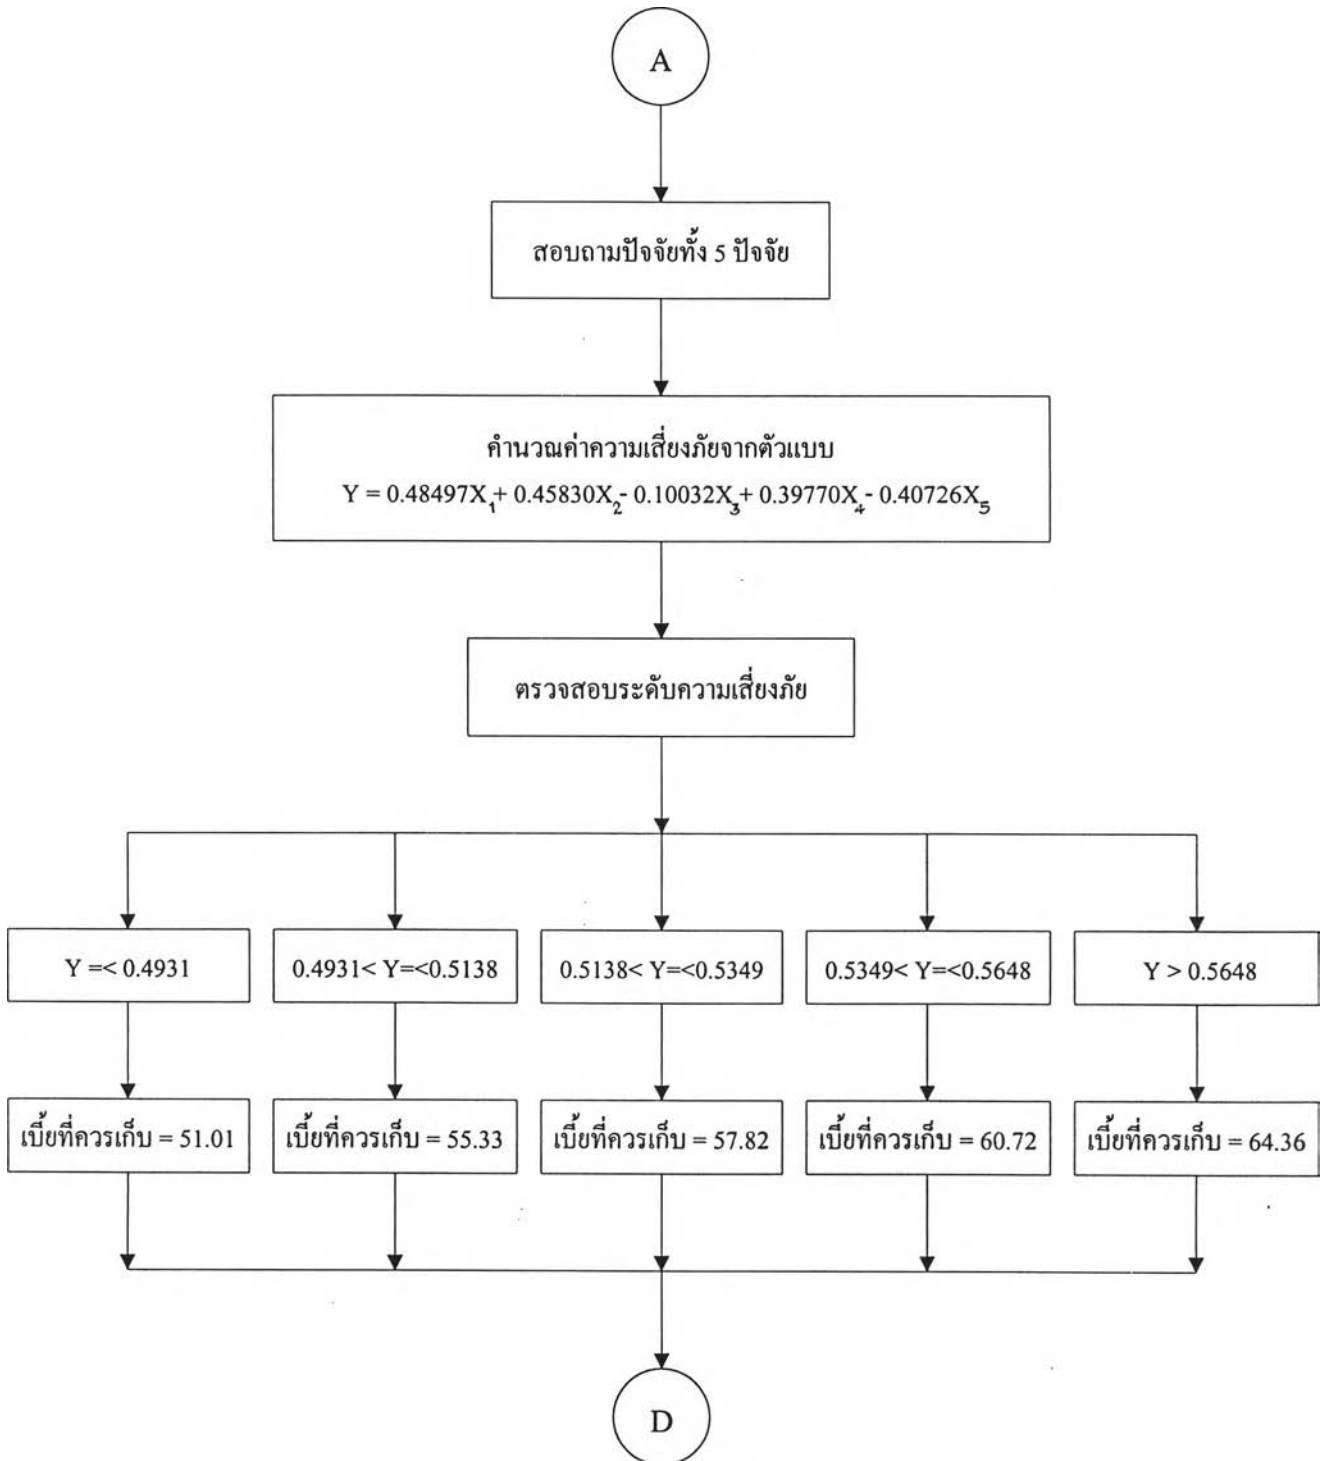 A
สอบถามปัจจัยทั้ง 5 ปัจจัย
คำนวณค่าความเสี่ยงภัยจากตัวแบบ
Y = 0.48497X₁+ 0.45830X₂- 0.10032X₃+ 0.39770X₄- 0.40726X₅
ตรวจสอบระดับความเสี่ยงภัย
Y =< 0.4931
0.4931< Y=<0.5138
0.5138< Y=<0.5349
0.5349< Y=<0.5648
Y > 0.5648
เบี้ยที่ควรเก็บ = 51.01
เบี้ยที่ควรเก็บ = 55.33
เบี้ยที่ควรเก็บ = 57.82
เบี้ยที่ควรเก็บ = 60.72
เบี้ยที่ควรเก็บ = 64.36
D